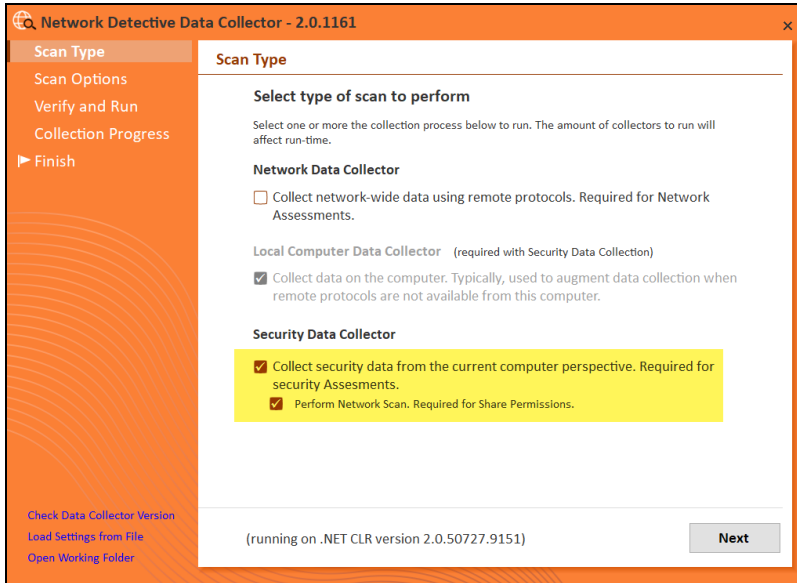 Network Detective Data Collector - 2.0.1161
×
Scan Type
Scan Options
Verify and Run
Collection Progress
Finish
Check Data Collector Version
Load Settings from File
Open Working Folder
Scan Type
Select type of scan to perform
Select one or more the collection process below to run. The amount of collectors to run will
affect run-time.
Network Data Collector
Collect network-wide data using remote protocols. Required for Network
Assessments.
Local Computer Data Collector (required with Security Data Collection)
Collect data on the computer. Typically, used to augment data collection when
remote protocols are not available from this computer.
Security Data Collector
Collect security data from the current computer perspective. Required for
security Assesments.
Perform Network Scan. Required for Share Permissions.
(running on .NET CLR version 2.0.50727.9151)
Next